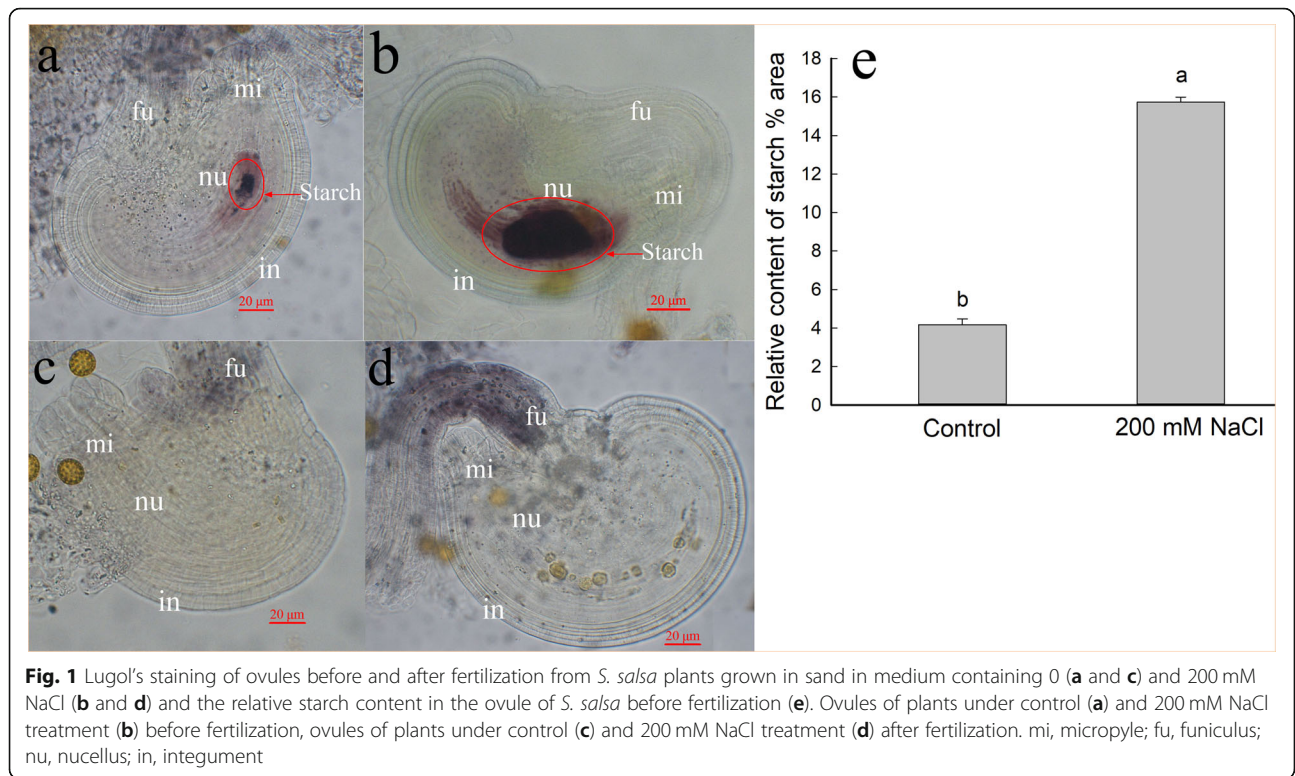 a
fu
mi
nu
Starch
in
20 μm
b
fu
nu
mi
Starch
in
20 μm
c
fu
mi
nu
in
20 μm
d
fu
mi
nu
in
20 μm
e
Relative content of starch % area
18
16
14
12
10
8
6
4
2
0
b
a
Control
200 mM NaCl
Fig. 1 Lugol's staining of ovules before and after fertilization from S. salsa plants grown in sand in medium containing 0 (a and c) and 200 mM
NaCl (b and d) and the relative starch content in the ovule of S. salsa before fertilization (e). Ovules of plants under control (a) and 200 mM NaCl
treatment (b) before fertilization, ovules of plants under control (c) and 200 mM NaCl treatment (d) after fertilization. mi, micropyle; fu, funiculus;
nu, nucellus; in, integument